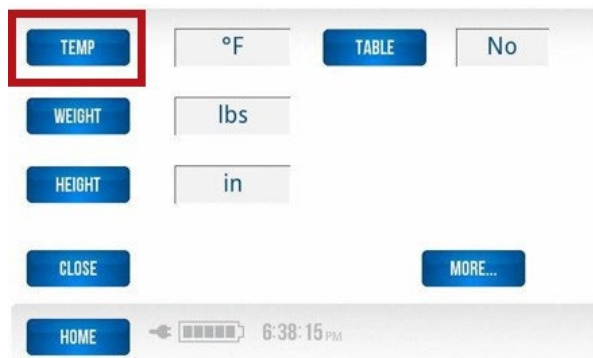 TEMP °F TABLE No
WEIGHT lbs
HEIGHT in
CLOSE MORE...
HOME 6:38:15 PM